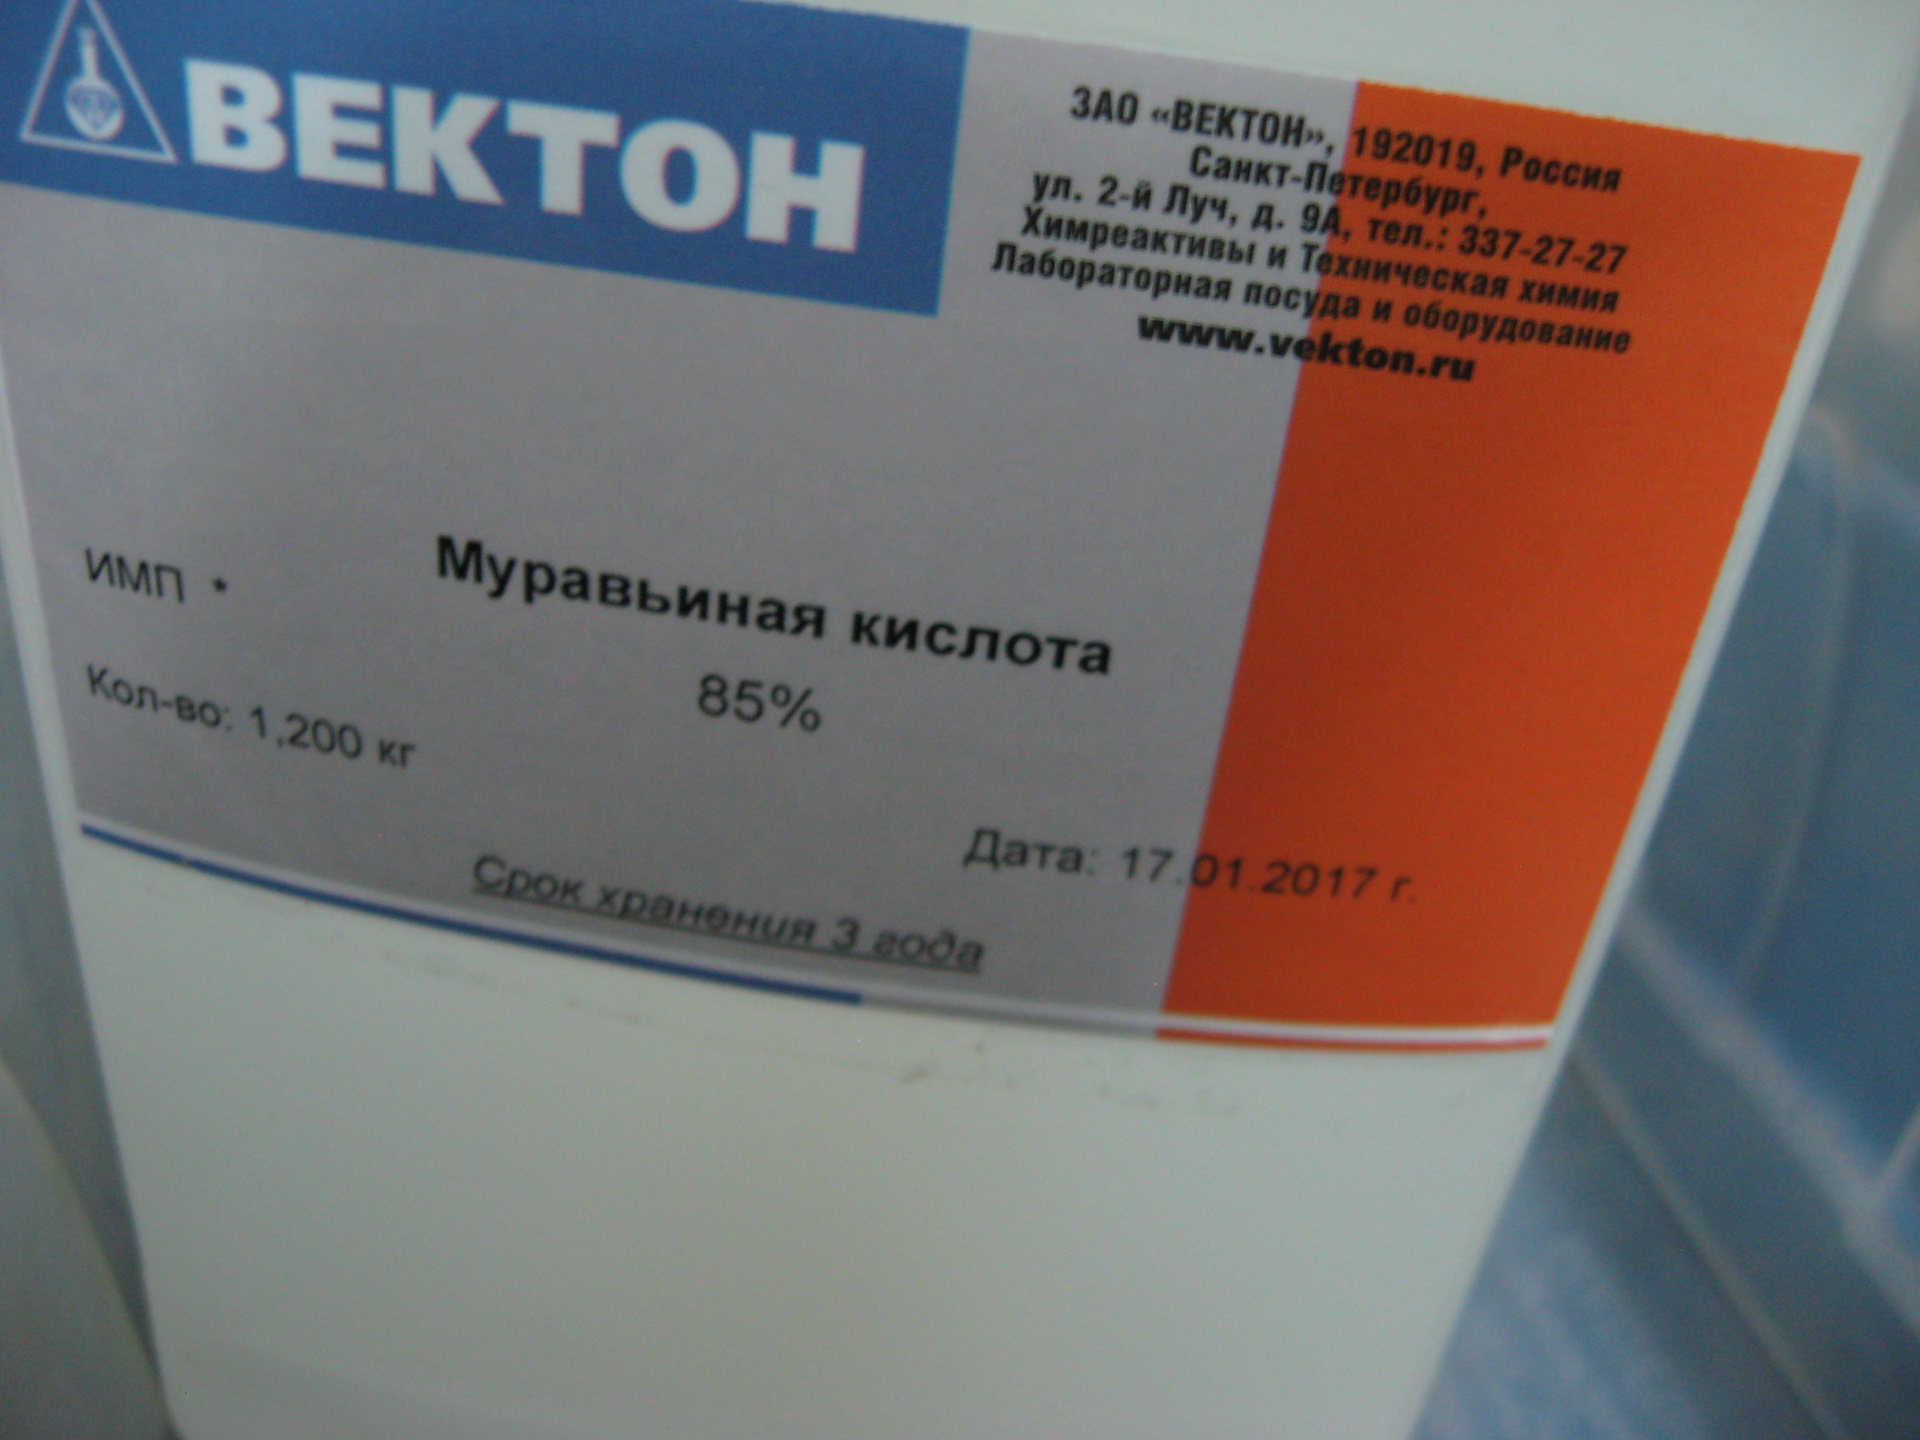 ВЕКТОН
ЗАО «ВЕКТОН», 192019, Россия
Санкт-Петербург,
ул. 2-й Луч, д. 9А, тел.: 337-27-27
Химреактивы и Техническая химия
Лабораторная посуда и оборудование
www.vekton.ru
Муравьиная кислота
ИМП *
85%
Кол-во: 1,200 кг
Дата: 17.01.2017 г.
Срок хранения 3 года